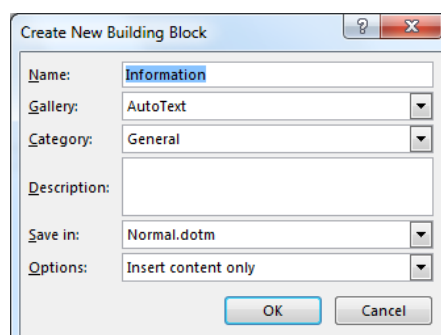 Create New Building Block
Name: Information
Gallery: AutoText
Category: General
Description:
Save in: Normal.dotm
Options: Insert content only
OK Cancel